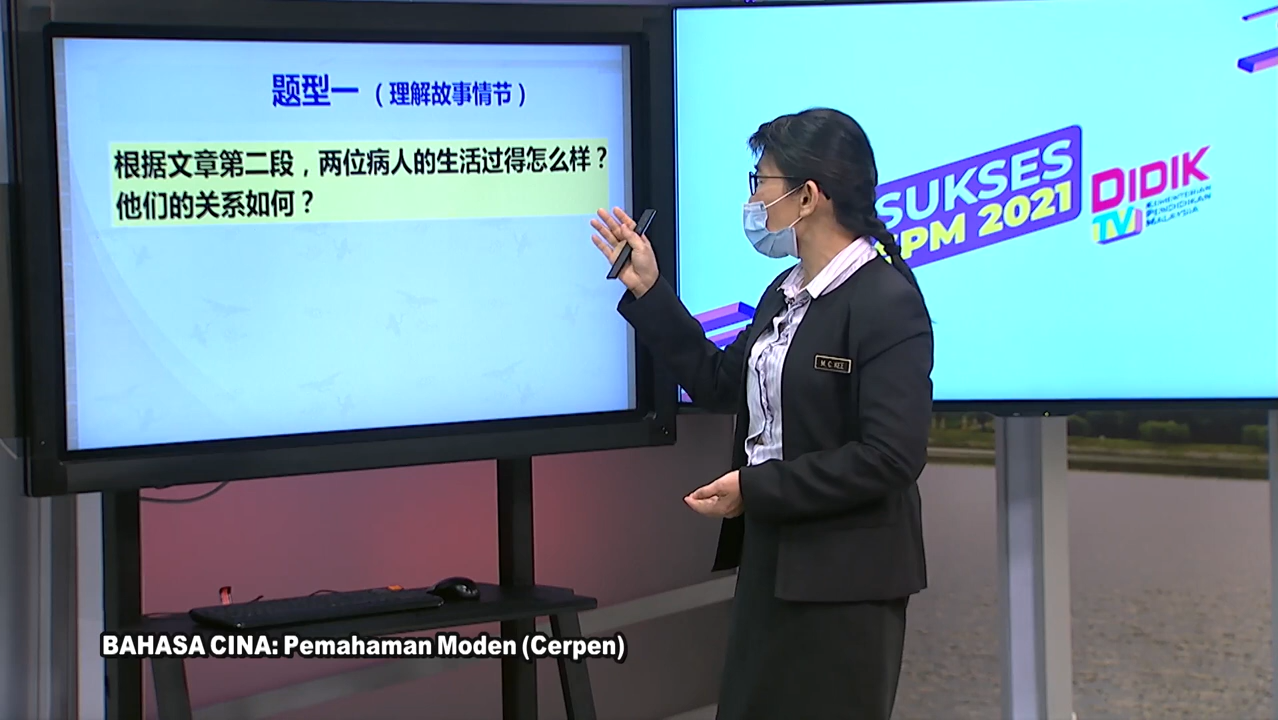 题型一 （理解故事情节）
根据文章第二段，两位病人的生活过得怎么样？
他们的关系如何？
SUKSES
SPM 2021
DIDIK
TV
KEMENTERIAN
PENDIDIKAN
MALAYSIA
M. C. KEE
BAHASA CINA: Pemahaman Moden (Cerpen)